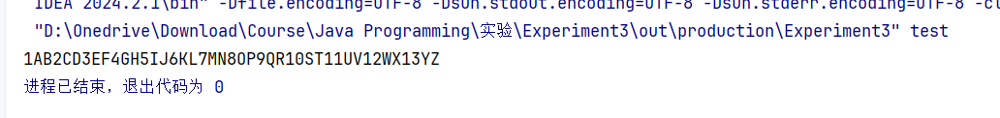 IDEA 2024.2.1\bin" -Dfile.encoding=UTF-8 -Dsun.stdout.encoding=UTF-8 -Dsun.stderr.encoding=UTF-8 -cl
"D:\Onedrive\Download\Course\Java Programming\实验\Experiment3\out\production\Experiment3" test
1AB2CD3EF4GH5IJ6KL7MN8OP9QR10ST11UV12WX13YZ
进程已结束，退出代码为 0